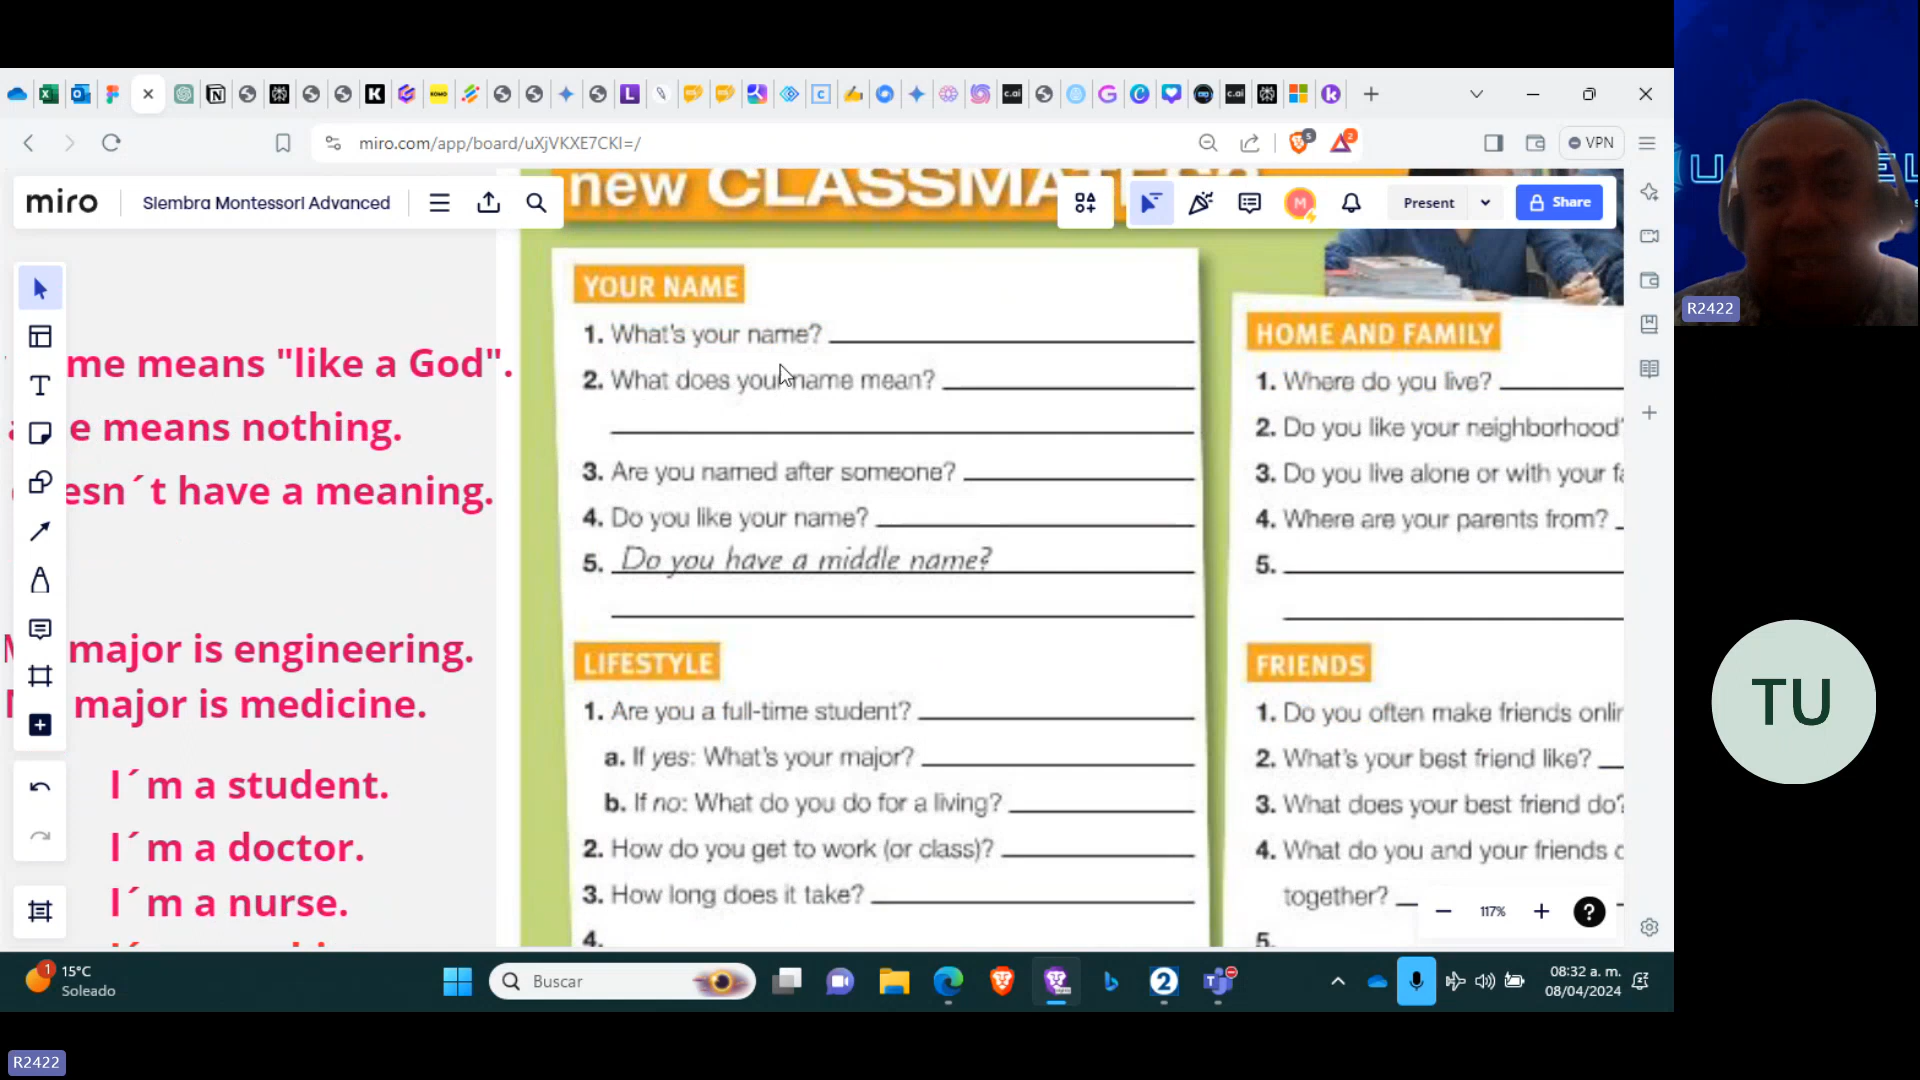 miro.com/app/board/uXjVKXE7CKI=/
VPN
miro
Siembra Montessori Advanced
Present
Share
new CLASSMATE?
me means "like a God".
e means nothing.
esn´t have a meaning.
major is engineering.
major is medicine.
I´m a student.
I´m a doctor.
I´m a nurse.
YOUR NAME
1. What's your name?
2. What does your name mean?
3. Are you named after someone?
4. Do you like your name?
5. Do you have a middle name?
LIFESTYLE
1. Are you a full-time student?
a. If yes: What's your major?
b. If no: What do you do for a living?
2. How do you get to work (or class)?
3. How long does it take?
4.
HOME AND FAMILY
1. Where do you live?
2. Do you like your neighborhood?
3. Do you live alone or with your fa
4. Where are your parents from?
5.
FRIENDS
1. Do you often make friends onlin
2. What's your best friend like?
3. What does your best friend do?
4. What do you and your friends
together?
5.
117%
15°C
Soleado
Buscar
08:32 a. m.
08/04/2024
R2422
TU
R2422